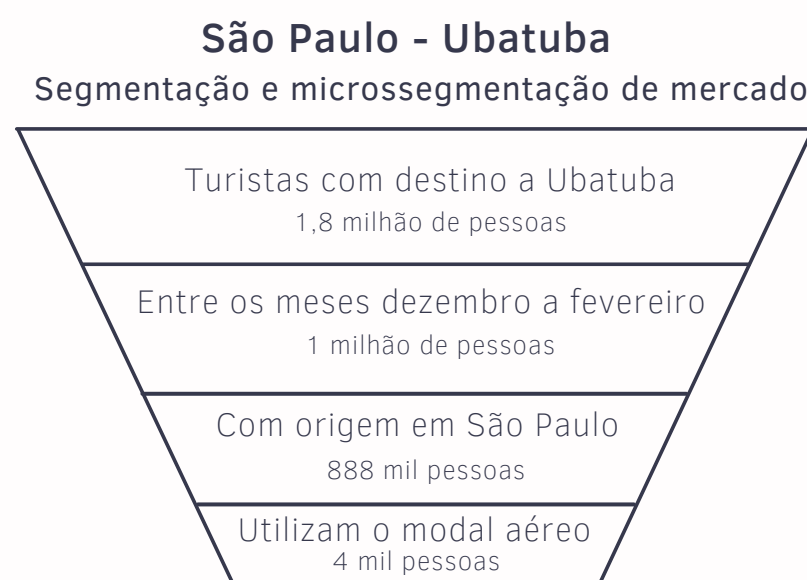 São Paulo - Ubatuba
Segmentação e microssegmentação de mercado
Turistas com destino a Ubatuba
1,8 milhão de pessoas
Entre os meses dezembro a fevereiro
1 milhão de pessoas
Com origem em São Paulo
888 mil pessoas
Utilizam o modal aéreo
4 mil pessoas